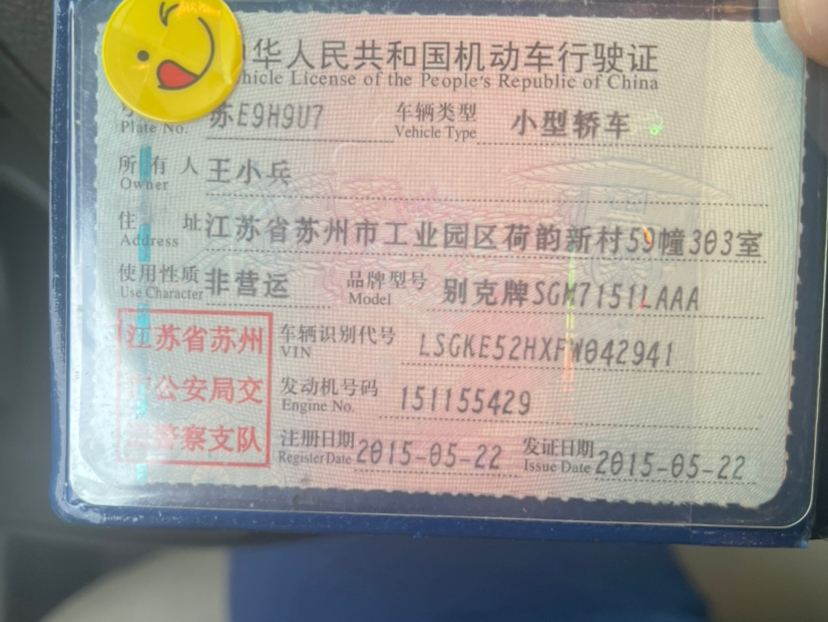 华人民共和国机动车行驶证
hicle License of the People's Republic of China
Plate No. 苏E9H9U7 车辆类型 Vehicle Type 小型轿车
所有人 Owner 王小兵
住址 Address 江苏省苏州市工业园区荷韵新村59幢303室
使用性质 Use Character 非营运 品牌型号 Model 别克牌SGM7151LAAA
江苏省苏州
公安局交
警察支队
车辆识别代号 VIN LSGKE52HXFW042941
发动机号码 Engine No. 151155429
注册日期 Register Date 2015-05-22 发证日期 Issue Date 2015-05-22